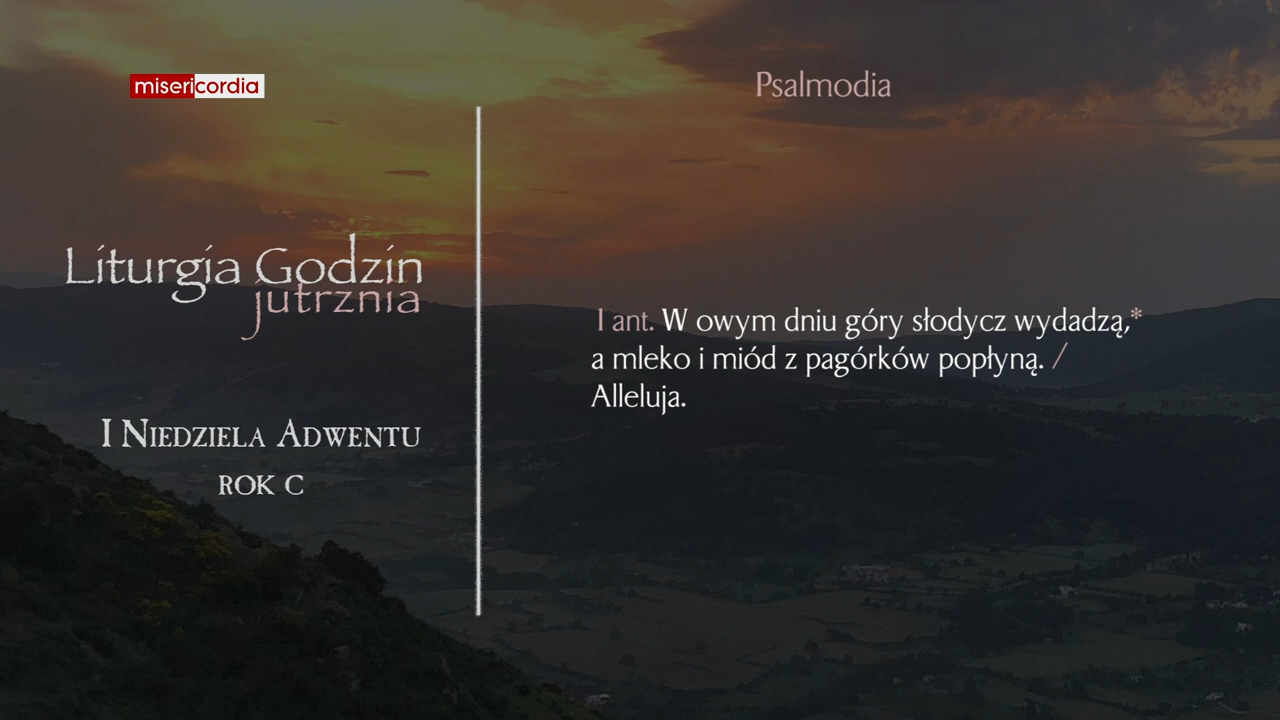 misericordia
Psalmodia
Liturgia Godzin
jutrznia
I Niedziela Adwentu
rok C
I ant. W owym dniu góry słodycz wydadzą,*
a mleko i miód z pagórków popłyną. /
Alleluja.